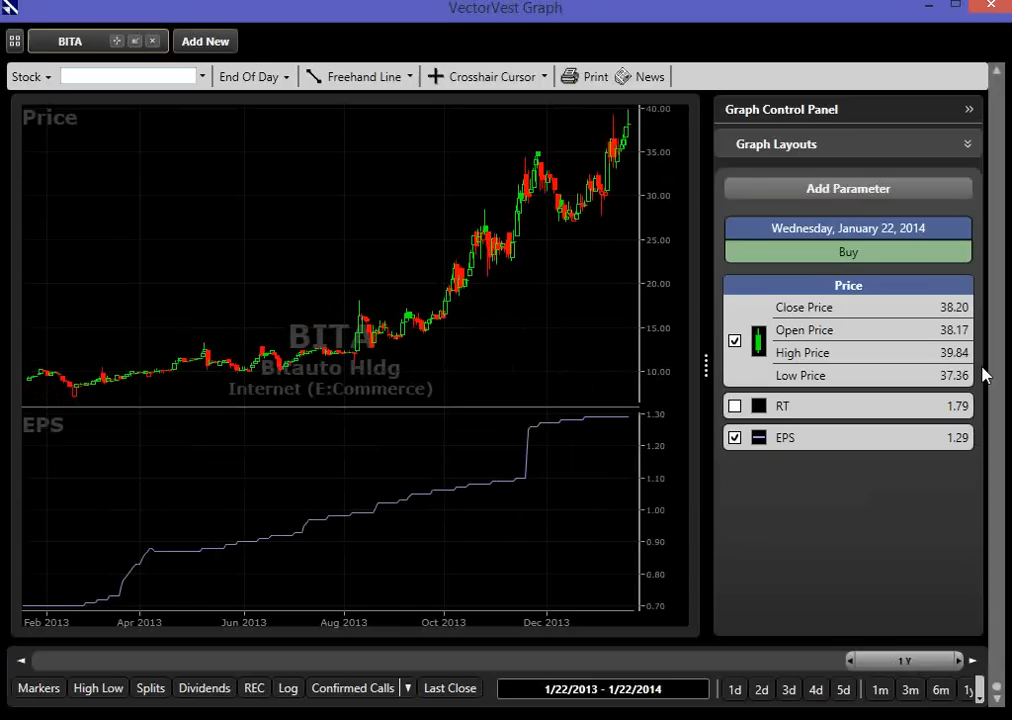 VectorVest Graph
BITA Add New
Stock End Of Day Freehand Line Crosshair Cursor Print News
Price
40.00
35.00
30.00
25.00
20.00
15.00
10.00
BITA
Bitauto Hldg
Internet (E:Commerce)
EPS
1.30
1.20
1.10
1.00
0.90
0.80
0.70
Feb 2013 Apr 2013 Jun 2013 Aug 2013 Oct 2013 Dec 2013
Graph Control Panel
Graph Layouts
Add Parameter
Wednesday, January 22, 2014
Buy
Price
Close Price 38.20
Open Price 38.17
High Price 39.84
Low Price 37.36
RT 1.79
EPS 1.29
1 Y
Markers High Low Splits Dividends REC Log Confirmed Calls Last Close 1/22/2013 - 1/22/2014 1d 2d 3d 4d 5d 1m 3m 6m 1y